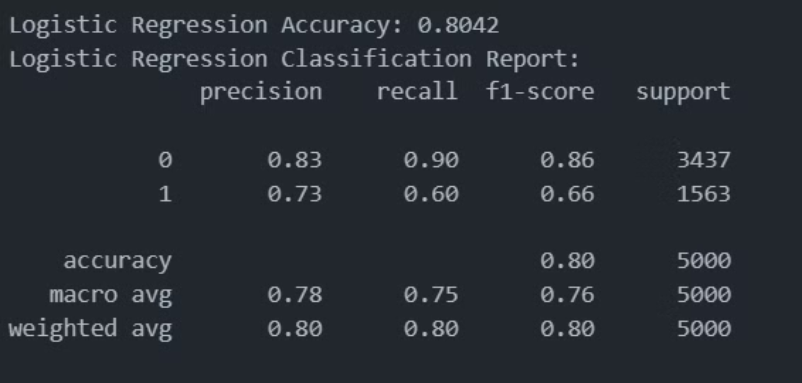 Logistic Regression Accuracy: 0.8042
Logistic Regression Classification Report:
precision recall f1-score support
0 0.83 0.90 0.86 3437
1 0.73 0.60 0.66 1563
accuracy 0.80 5000
macro avg 0.78 0.75 0.76 5000
weighted avg 0.80 0.80 0.80 5000